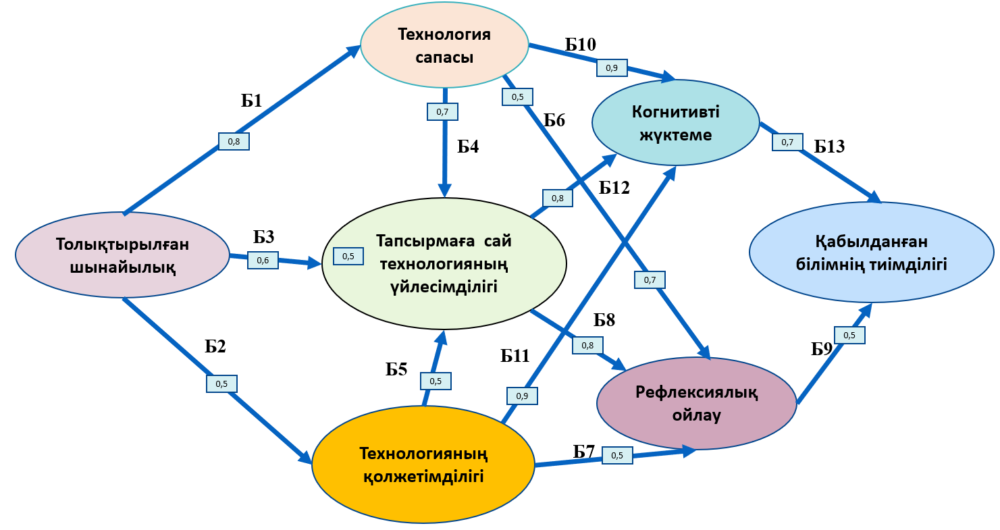 Технология
сапасы
Б10
0,9
0,5
0,7
Б1
Б6
Когнитивті
жүктеме
0,8
Б4
0,7
Б13
Б12
0,8
Толықтырылған
шынайылық
Б3
0,6
0,5
Тапсырмаға сай
технологияның
үйлесімділігі
Қабылданған
білімнің тиімділігі
0,7
Б8
0,8
Б2
Б11
Б5
0,5
0,5
0,9
0,5
Б9
Рефлексиялық
ойлау
Технологияның
қолжетімділігі
Б7
0,5